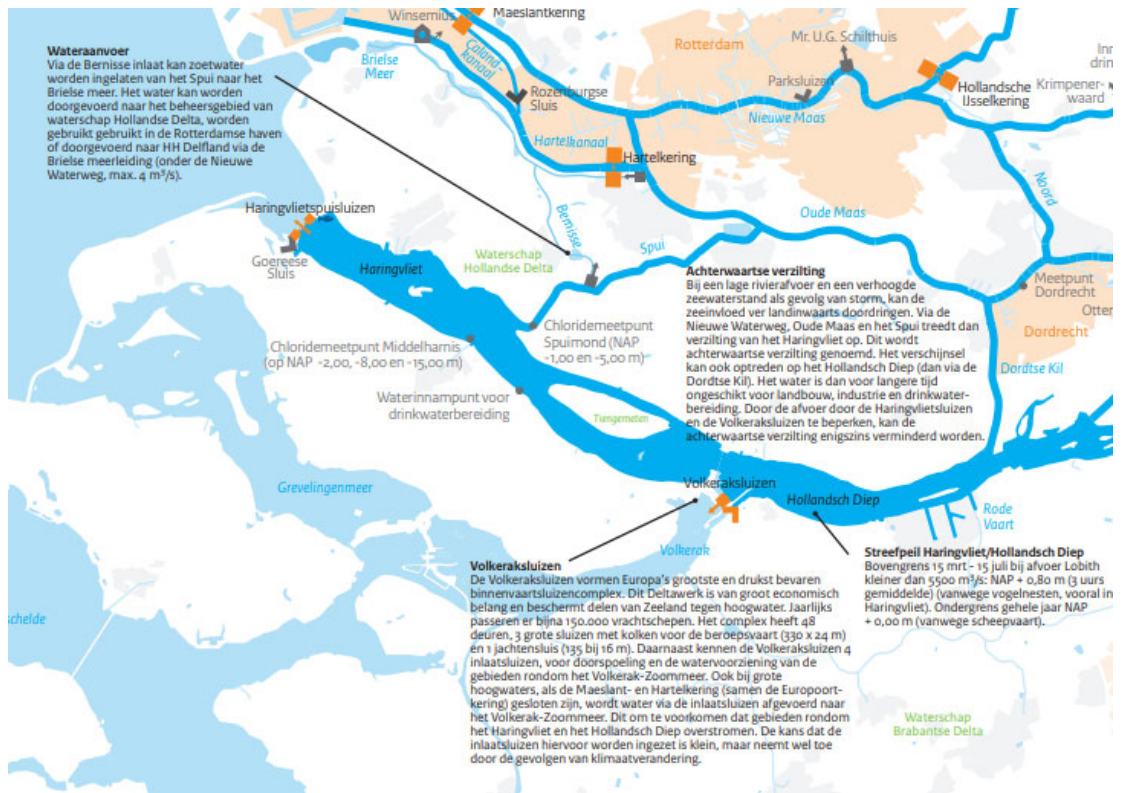 Winsemius
Maeslantkering
Caland-
kanaal
Brielse
Meer
Rozenburgse
Sluis
Rotterdam
Mr. U.G. Schilthuis
Parksluizen
Nieuwe Maas
Hollandsche
IJsselkering
Krimpener-
waard
Wateraanvoer
Via de Bernisse inlaat kan zoetwater
worden ingelaten van het Spui naar het
Brielse meer. Het water kan worden
doorgevoerd naar het beheersgebied van
waterschap Hollandse Delta, worden
gebruikt gebruikt in de Rotterdamse haven
of doorgevoerd naar HH Delfland via de
Brielse meerleiding (onder de Nieuwe
Waterweg, max. 4 m³/s).
Hartelkanaal
Hartelkering
Haringvlietspuisluizen
Goereese
Sluis
Haringvliet
Waterschap
Hollandse Delta
Bernisse
Spui
Oude Maas
Noord
Meetpunt
Dordrecht
Dordrecht
Dordtse Kil
Chloridemeetpunt
Spuimond (NAP
-1,00 en -5,00 m)
Chloridemeetpunt Middelharnis
(op NAP -2,00, -8,00 en -15,00 m)
Waterinnampunt voor
drinkwaterbereiding
Tiengemeten
Achterwaartse verzilting
Bij een lage rivierafvoer en een verhoogde
zeewaterstand als gevolg van storm, kan de
zeeinvloed ver landinwaarts doordringen. Via de
Nieuwe Waterweg, Oude Maas en het Spui treedt dan
verzilting van het Haringvliet op. Dit wordt
achterwaartse verzilting genoemd. Het verschijnsel
kan ook optreden op het Hollandsch Diep (dan via de
Dordtse Kil). Het water is dan voor langere tijd
ongeschikt voor landbouw, industrie en drinkwater-
bereiding. Door de afvoer door de Haringvlietsluizen
en de Volkeraksluizen te beperken, kan de
achterwaartse verzilting enigszins verminderd worden.
Grevelingenmeer
Volkeraksluizen
Hollandsch Diep
Volkerak
Rode
Vaart
schelde
Volkeraksluizen
De Volkeraksluizen vormen Europa's grootste en drukst bevaren
binnenvaartsluizencomplex. Dit Deltawerk is van groot economisch
belang en beschermt delen van Zeeland tegen hoogwater. Jaarlijks
passeren er bijna 150.000 vrachtschepen. Het complex heeft 48
deuren, 3 grote sluizen met kolken voor de beroepsvaart (330 x 24 m)
en 1 jachtensluis (135 bij 16 m). Daarnaast kennen de Volkeraksluizen 4
inlaatsluizen, voor doorspoeling en de watervoorziening van de
gebieden rondom het Volkerak-Zoommeer. Ook bij grote
hoogwaters, als de Maeslant- en Hartelkering (samen de Europoort-
kering) gesloten zijn, wordt water via de inlaatsluizen afgevoerd naar
het Volkerak-Zoommeer. Dit om te voorkomen dat gebieden rondom
het Haringvliet en het Hollandsch Diep overstromen. De kans dat de
inlaatsluizen hiervoor worden ingezet is klein, maar neemt wel toe
door de gevolgen van klimaatverandering.
Streefpeil Haringvliet/Hollandsch Diep
Bovengrens 15 mrt - 15 juli bij afvoer Lobith
kleiner dan 5500 m³/s: NAP + 0,80 m (3 uurs
gemiddelde) (vanwege vogelnesten, vooral in
Haringvliet). Ondergrens gehele jaar NAP
+ 0,00 m (vanwege scheepvaart).
Waterschap
Brabantse Delta